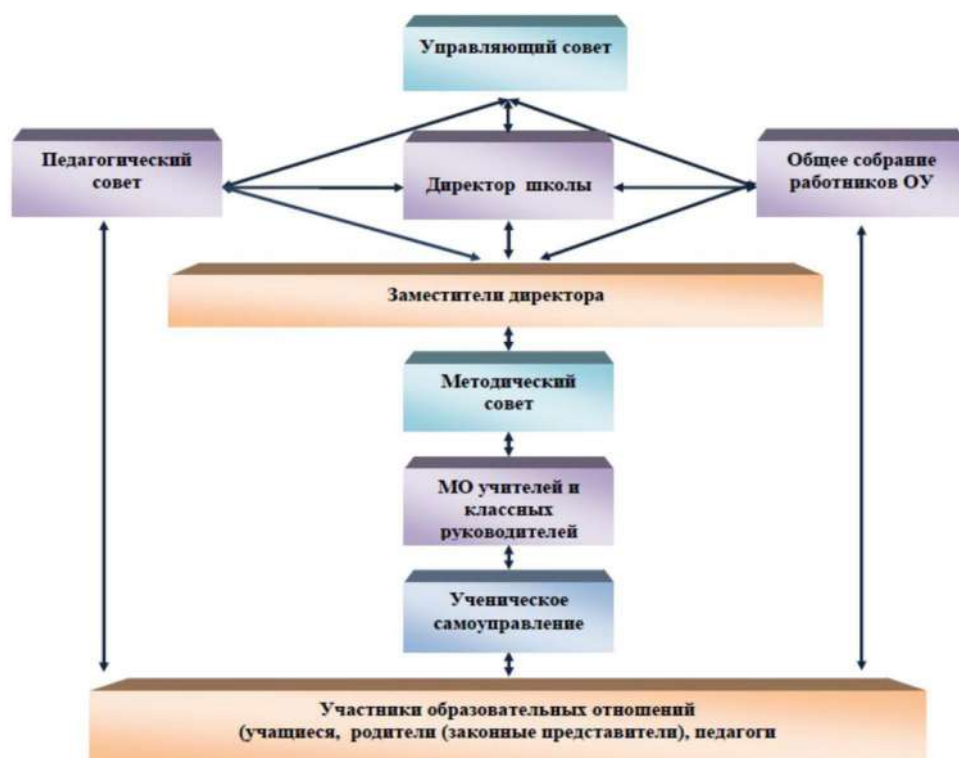 Управляющий совет
Педагогический
совет
Директор школы
Общее собрание
работников ОУ
Заместители директора
Методический
совет
МО учителей и
классных
руководителей
Ученическое
самоуправление
Участники образовательных отношений
(учащиеся, родители (законные представители), педагоги